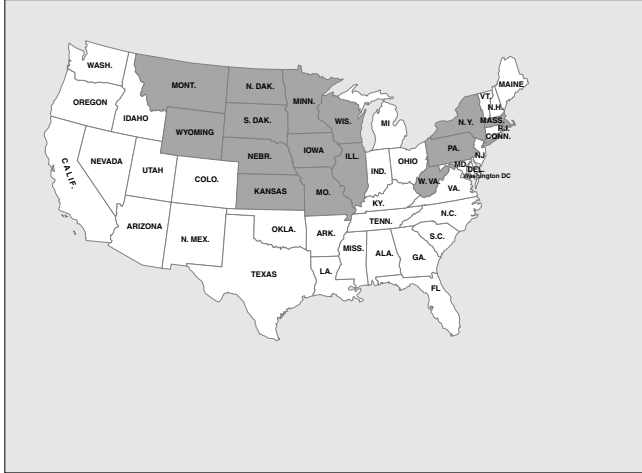 WASH.
MONT.
N. DAK.
MINN.
MAINE
VT.
N.H.
OREGON
IDAHO
S. DAK.
WIS.
MI
N.Y.
MASS.
R.I.
CONN.
WYOMING
NEBR.
IOWA
ILL.
IND.
OHIO
PA.
NJ
MD.
DEL.
Washington DC
CALIF.
NEVADA
UTAH
COLO.
KANSAS
MO.
W. VA.
VA.
KY.
N.C.
TENN.
ARIZONA
N. MEX.
OKLA.
ARK.
S.C.
TEXAS
LA.
MISS.
ALA.
GA.
FL